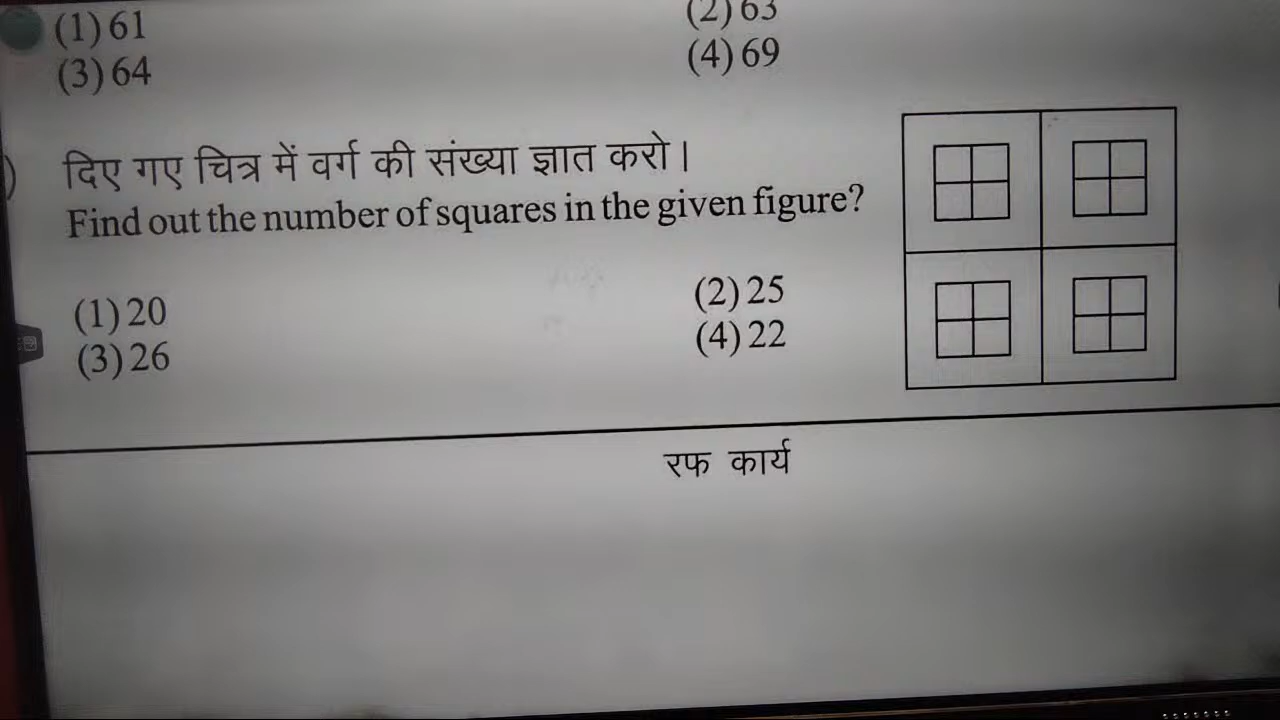 (1) 61
(2) 63
(3) 64
(4) 69
दिए गए चित्र में वर्ग की संख्या ज्ञात करो।
Find out the number of squares in the given figure?
(1) 20
(2) 25
(3) 26
(4) 22
रफ कार्य